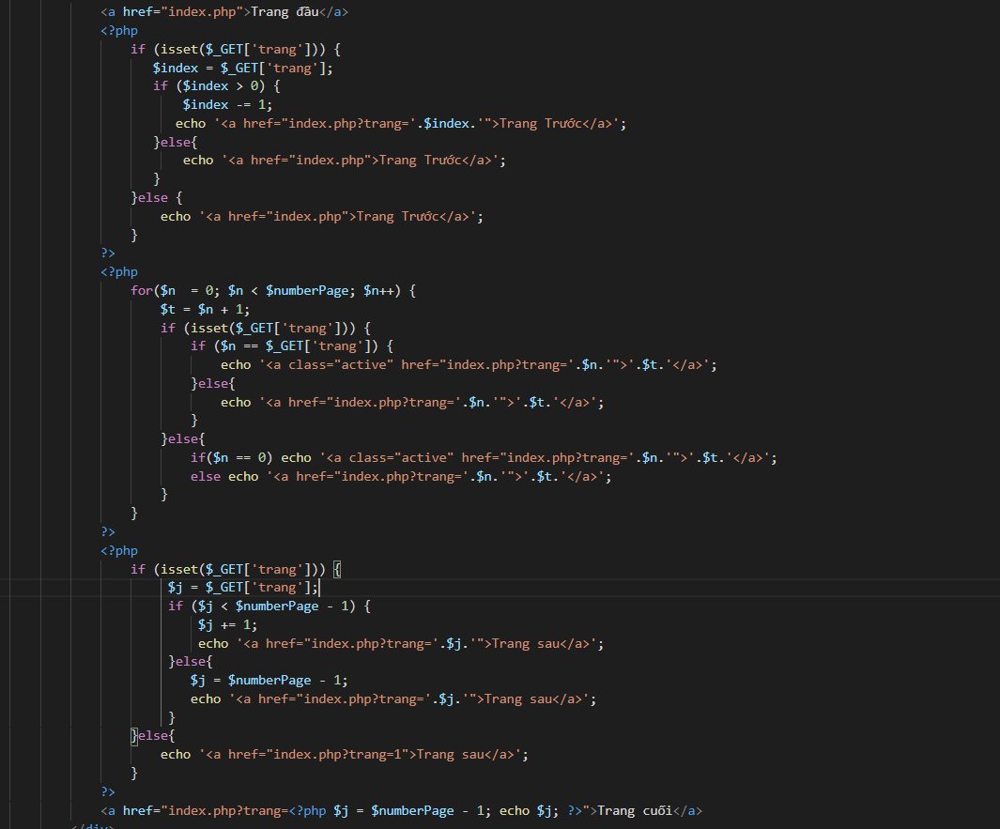 <a href="index.php">Trang đầu</a>
<?php
if (isset($_GET['trang'])) {
$index = $_GET['trang'];
if ($index > 0) {
$index -= 1;
echo '<a href="index.php?trang='.$index.'">Trang Trước</a>';
}else{
echo '<a href="index.php">Trang Trước</a>';
}
}else {
echo '<a href="index.php">Trang Trước</a>';
}
?>
<?php
for($n  = 0; $n < $numberPage; $n++) {
$t = $n + 1;
if (isset($_GET['trang'])) {
if ($n == $_GET['trang']) {
echo '<a class="active" href="index.php?trang='.$n.'">'.$t.'</a>';
}else{
echo '<a href="index.php?trang='.$n.'">'.$t.'</a>';
}
}else{
if($n == 0) echo '<a class="active" href="index.php?trang='.$n.'">'.$t.'</a>';
else echo '<a href="index.php?trang='.$n.'">'.$t.'</a>';
}
}
?>
<?php
if (isset($_GET['trang'])) {
$j = $_GET['trang'];
if ($j < $numberPage - 1) {
$j += 1;
echo '<a href="index.php?trang='.$j.'">Trang sau</a>';
}else{
$j = $numberPage - 1;
echo '<a href="index.php?trang='.$j.'">Trang sau</a>';
}
}else{
echo '<a href="index.php?trang=1">Trang sau</a>';
}
?>
<a href="index.php?trang=<?php $j = $numberPage - 1; echo $j; ?>">Trang cuối</a>
</div>